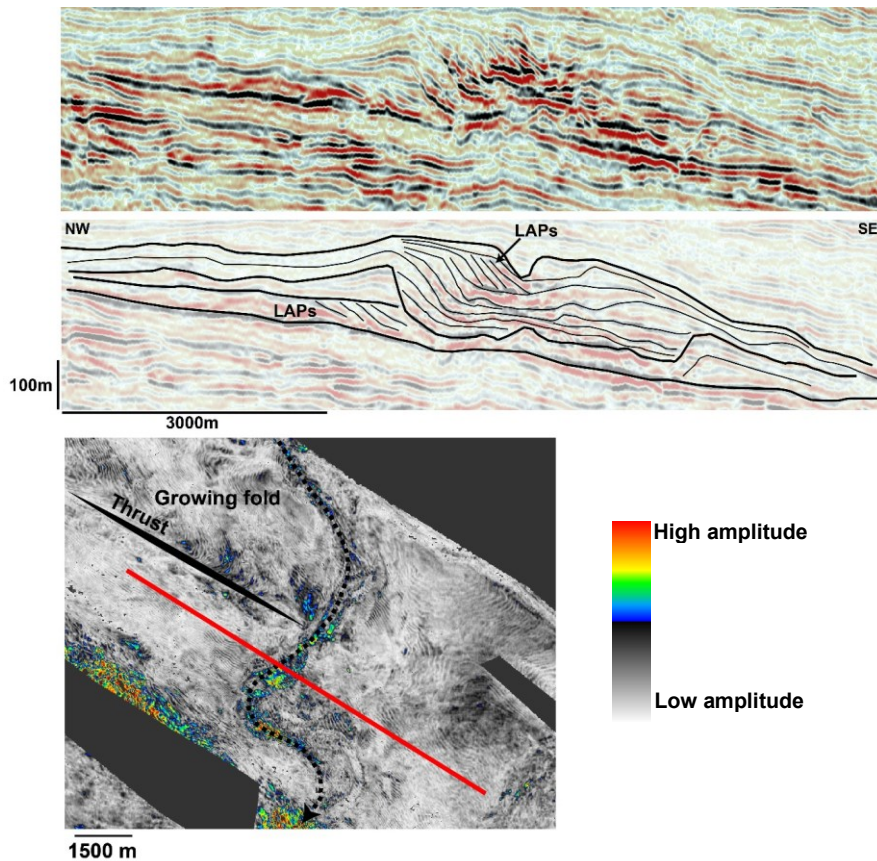 NW
LAPs
SE
LAPs
100m
3000m
Growing fold
Thrust
High amplitude
Low amplitude
1500 m